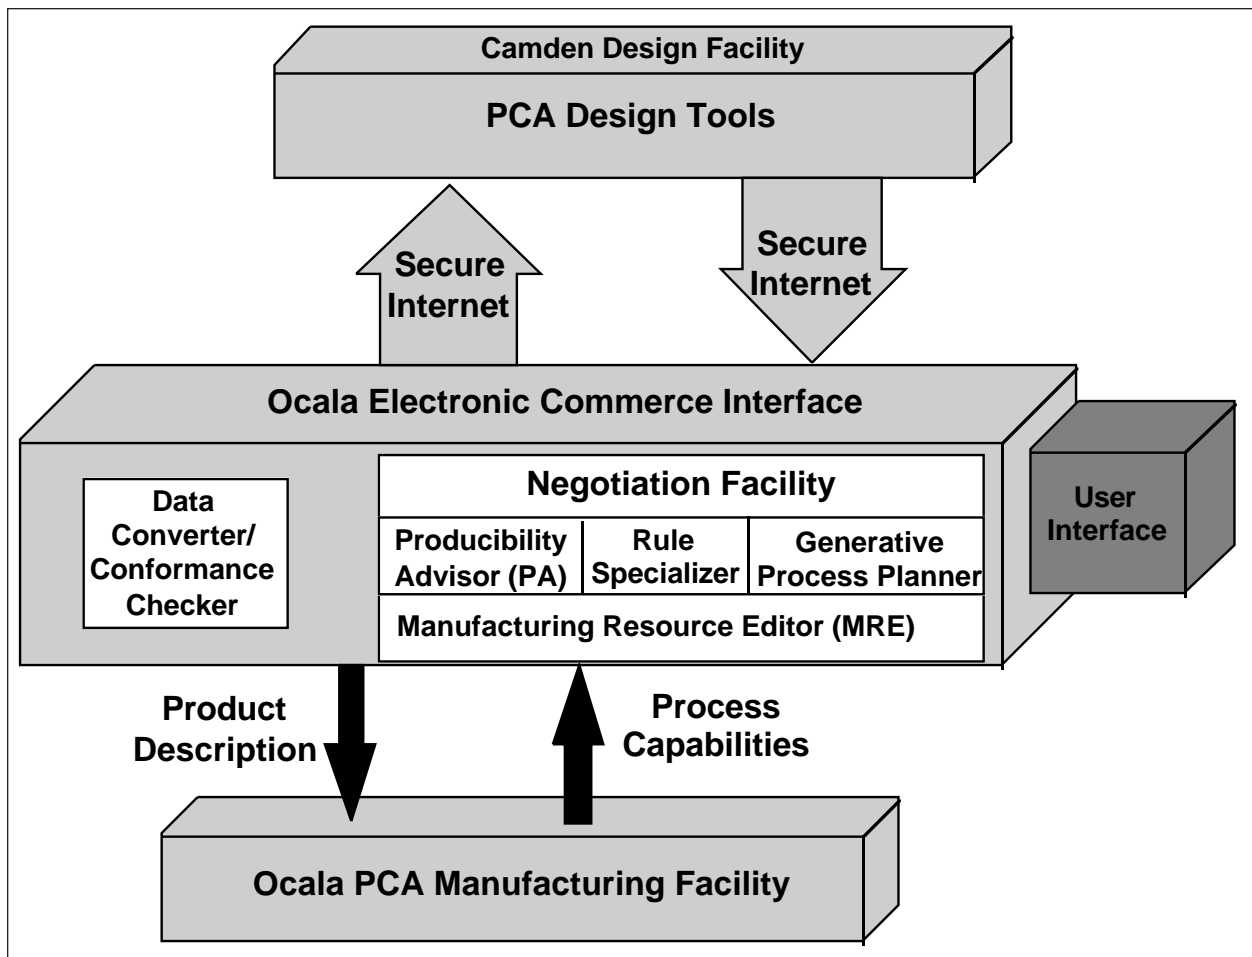 Camden Design Facility
PCA Design Tools
Secure
Internet
Secure
Internet
Ocala Electronic Commerce Interface
Data
Converter/
Conformance
Checker
Negotiation Facility
Producibility
Advisor (PA)
Rule
Specializer
Generative
Process Planner
Manufacturing Resource Editor (MRE)
User
Interface
Product
Description
Process
Capabilities
Ocala PCA Manufacturing Facility